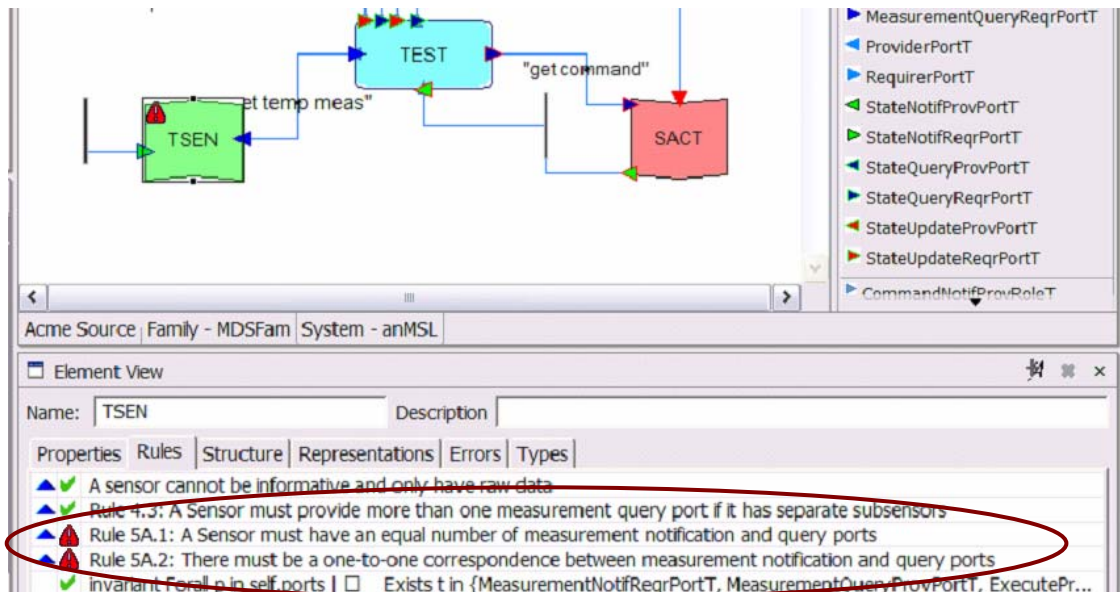 MeasurementQueryReqrPortT
ProviderPortT
TEST
RequirerPortT
"get command"
et temp meas"
StateNotifProvPortT
StateNotifReqrPortT
TSEN
SACT
StateQueryProvPortT
StateQueryReqrPortT
StateUpdateProvPortT
StateUpdateReqrPortT
CommandNotifProvRoleT
Acme Source Family - MDSFam System - anMSL
Element View
Name: TSEN Description
Properties Rules Structure Representations Errors Types
A sensor cannot be informative and only have raw data
Rule 4.3: A Sensor must provide more than one measurement query port if it has separate subsensors
Rule 5A.1: A Sensor must have an equal number of measurement notification and query ports
Rule 5A.2: There must be a one-to-one correspondence between measurement notification and query ports
invariant Forall p in self.ports | □ Exists t in {MeasurementNotifReqrPortT, MeasurementQueryProvPortT, ExecutePr...